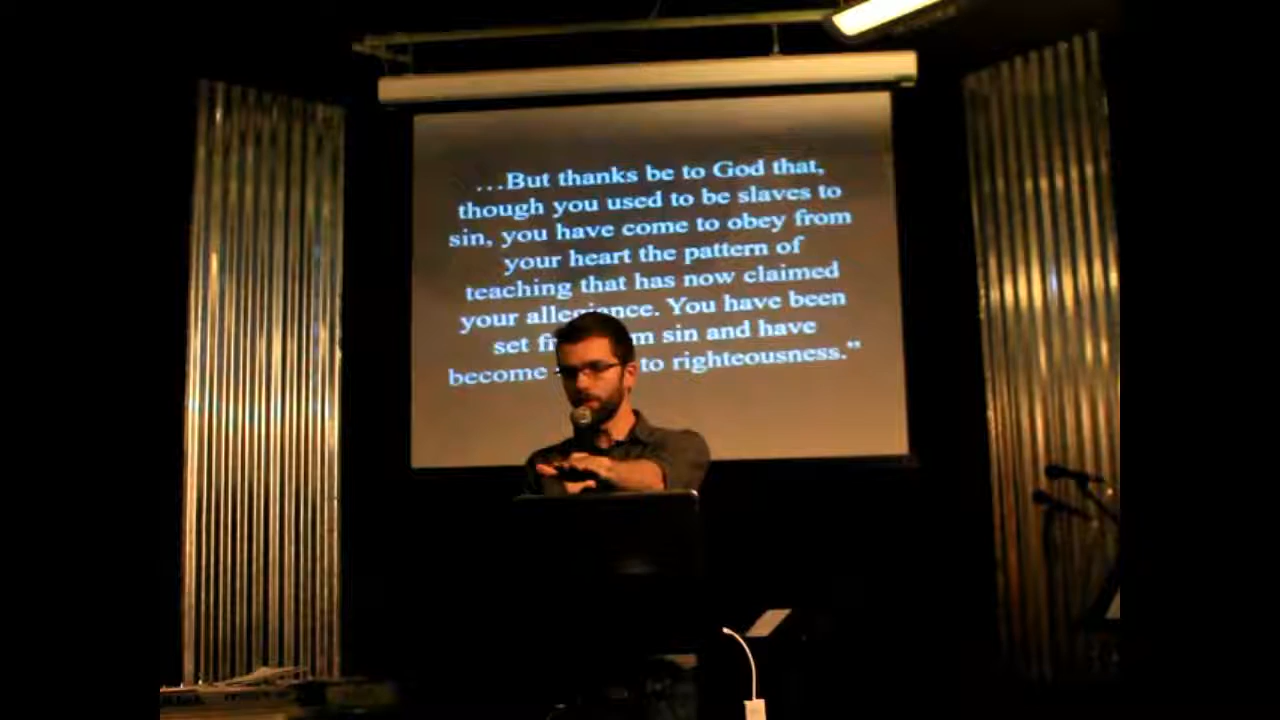 …But thanks be to God that,
though you used to be slaves to
sin, you have come to obey from
your heart the pattern of
teaching that has now claimed
your allegiance. You have been
set sin and have
become to righteousness.”